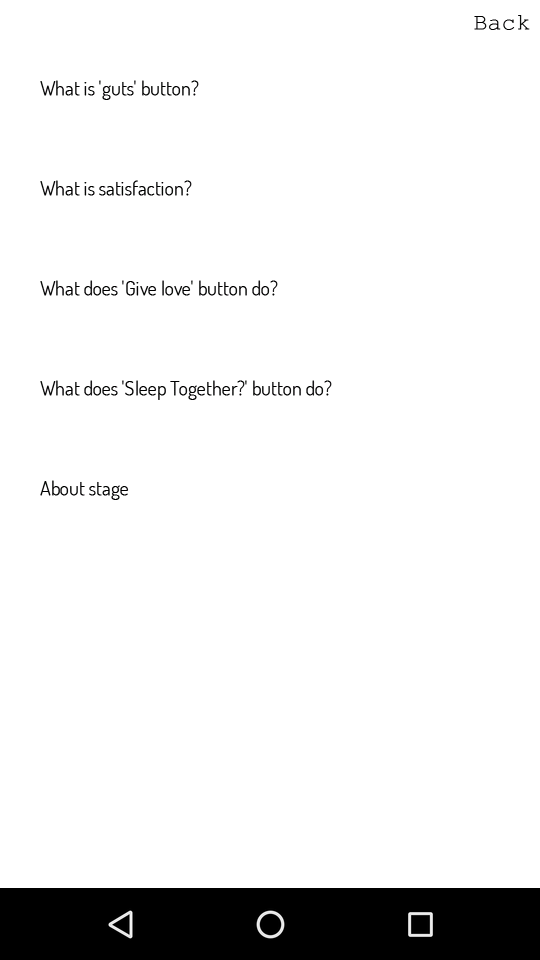 Back
What is 'guts' button?
What is satisfaction?
What does 'Give love' button do?
What does 'Sleep Together?' button do?
About stage